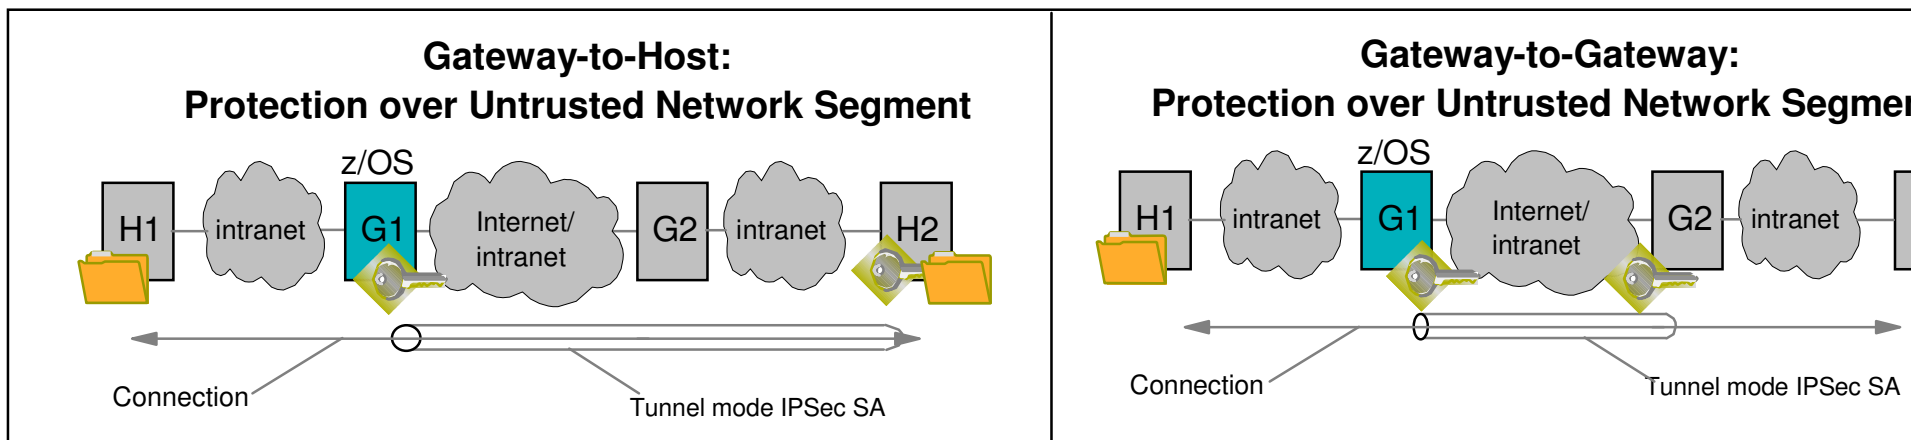 Gateway-to-Host:
Protection over Untrusted Network Segment
z/OS
H1
intranet
G1
Internet/
intranet
G2
intranet
H2
Connection
Tunnel mode IPSec SA
Gateway-to-Gateway:
Protection over Untrusted Network Segmen
z/OS
H1
intranet
G1
Internet/
intranet
G2
intranet
Connection
Tunnel mode IPSec SA